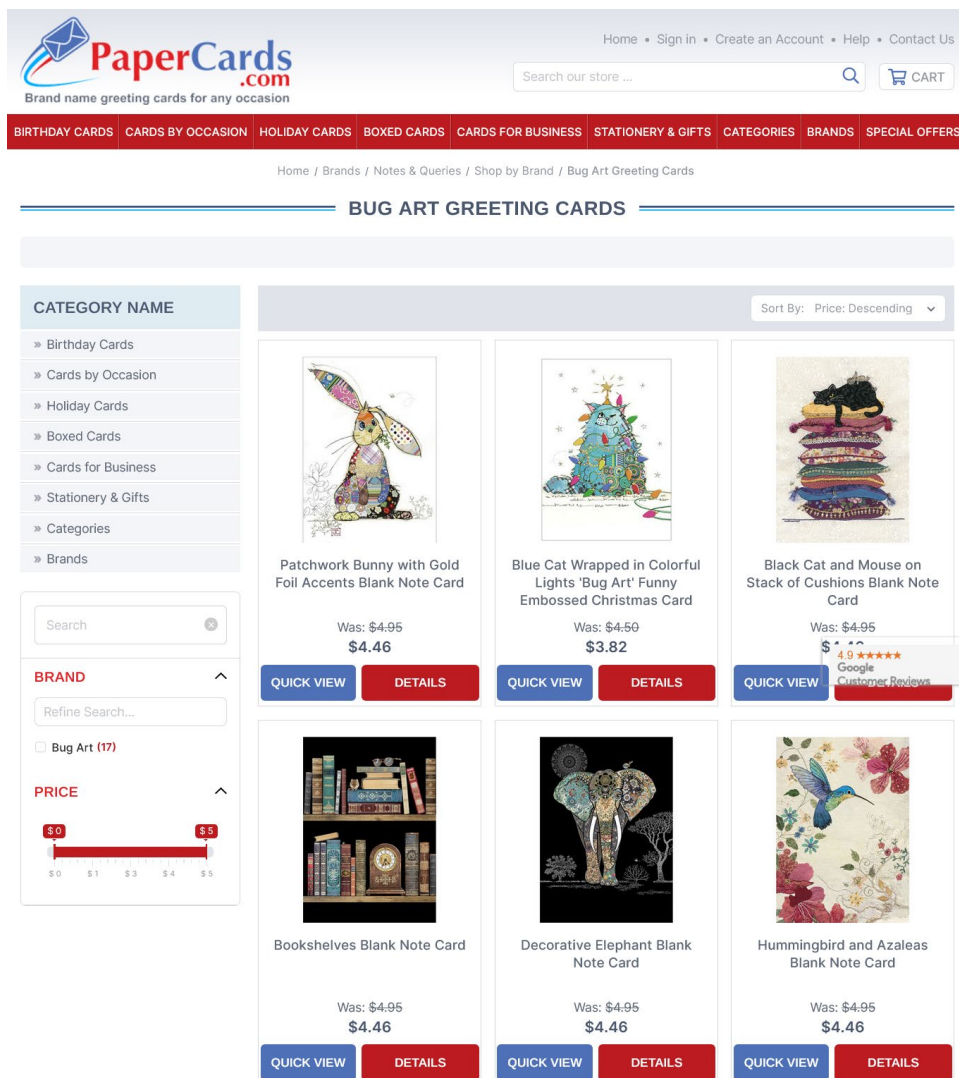 PaperCards
.com
Brand name greeting cards for any occasion
Home • Sign in • Create an Account • Help • Contact Us
Search our store ...
CART
BIRTHDAY CARDS CARDS BY OCCASION HOLIDAY CARDS BOXED CARDS CARDS FOR BUSINESS STATIONERY & GIFTS CATEGORIES BRANDS SPECIAL OFFERS
Home / Brands / Notes & Queries / Shop by Brand / Bug Art Greeting Cards
BUG ART GREETING CARDS
CATEGORY NAME
» Birthday Cards
» Cards by Occasion
» Holiday Cards
» Boxed Cards
» Cards for Business
» Stationery & Gifts
» Categories
» Brands
Search
BRAND
Refine Search...
Bug Art (17)
PRICE
$ 0 $ 5
$ 0 $ 1 $ 3 $ 4 $ 5
Sort By: Price: Descending
Patchwork Bunny with Gold
Foil Accents Blank Note Card
Was: $4.95
$4.46
QUICK VIEW DETAILS
Blue Cat Wrapped in Colorful
Lights 'Bug Art' Funny
Embossed Christmas Card
Was: $4.50
$3.82
QUICK VIEW DETAILS
Black Cat and Mouse on
Stack of Cushions Blank Note
Card
Was: $4.95
QUICK VIEW
4.9 ★★★★★
Google
Customer Reviews
Bookshelves Blank Note Card
Was: $4.95
$4.46
QUICK VIEW DETAILS
Decorative Elephant Blank
Note Card
Was: $4.95
$4.46
QUICK VIEW DETAILS
Hummingbird and Azaleas
Blank Note Card
Was: $4.95
$4.46
QUICK VIEW DETAILS